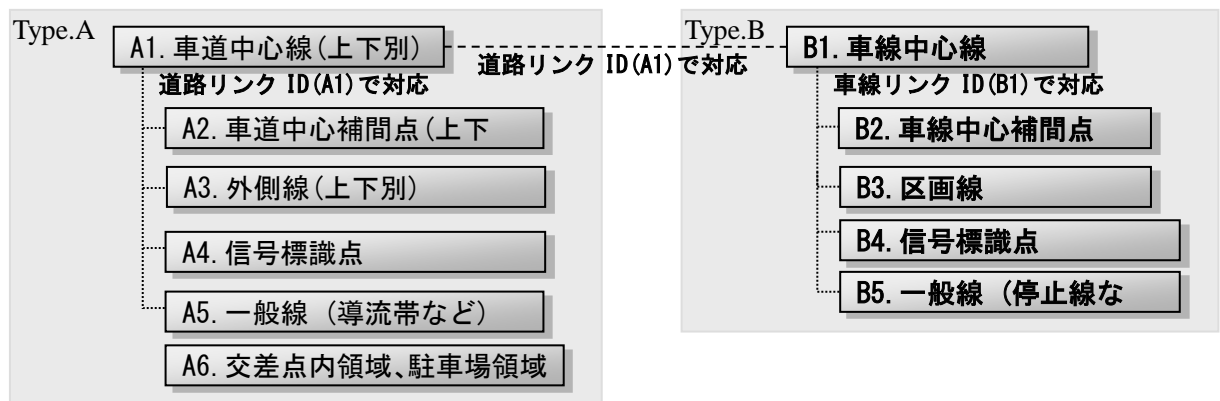 Type.A
A1.車道中心線(上下別)
道路リンク ID(A1)で対応
A2.車道中心補間点(上下
A3.外側線(上下別)
A4.信号標識点
A5.一般線（導流帯など）
A6.交差点内領域、駐車場領域
道路リンク ID(A1)で対応
Type.B
B1.車線中心線
車線リンク ID(B1)で対応
B2.車線中心補間点
B3.区画線
B4.信号標識点
B5.一般線（停止線な